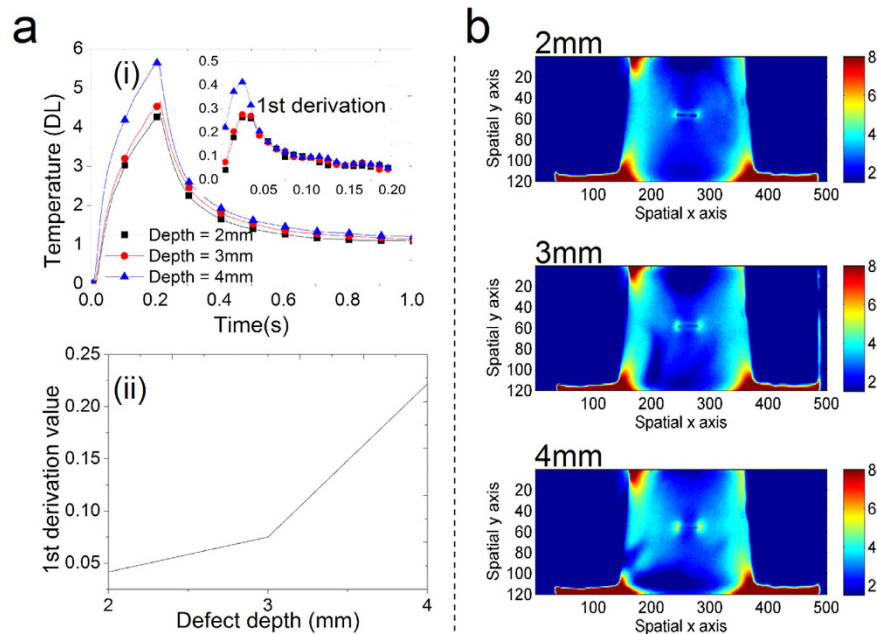 a
(i)
Temperature (DL)
6
5
4
3
2
1
0
0.5
0.4
0.3
0.2
0.1
0.0
1st derivation
0.05 0.10 0.15 0.20
Depth = 2mm
Depth = 3mm
Depth = 4mm
0.0 0.2 0.4 0.6 0.8 1.0
Time(s)
(ii)
1st derivation value
0.25
0.20
0.15
0.10
0.05
2 3 4
Defect depth (mm)
b
2mm
Spatial y axis
20
40
60
80
100
120
100 200 300 400 500
Spatial x axis
8
6
4
2
3mm
Spatial y axis
20
40
60
80
100
120
100 200 300 400 500
Spatial x axis
8
6
4
2
4mm
Spatial y axis
20
40
60
80
100
120
100 200 300 400 500
Spatial x axis
8
6
4
2